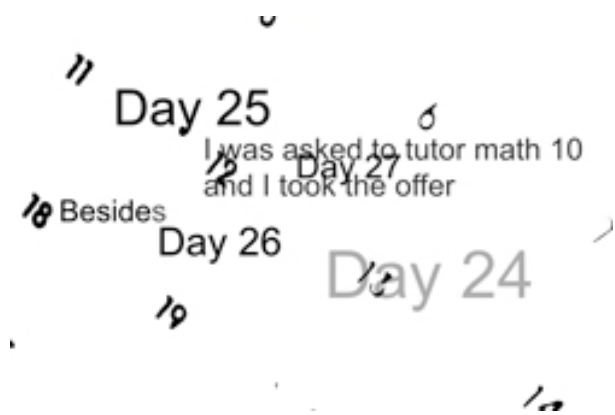 11
Day 25
6
I was asked to tutor math 10
12
Day 27
and I took the offer
18
Besides
Day 26
Day 24
19